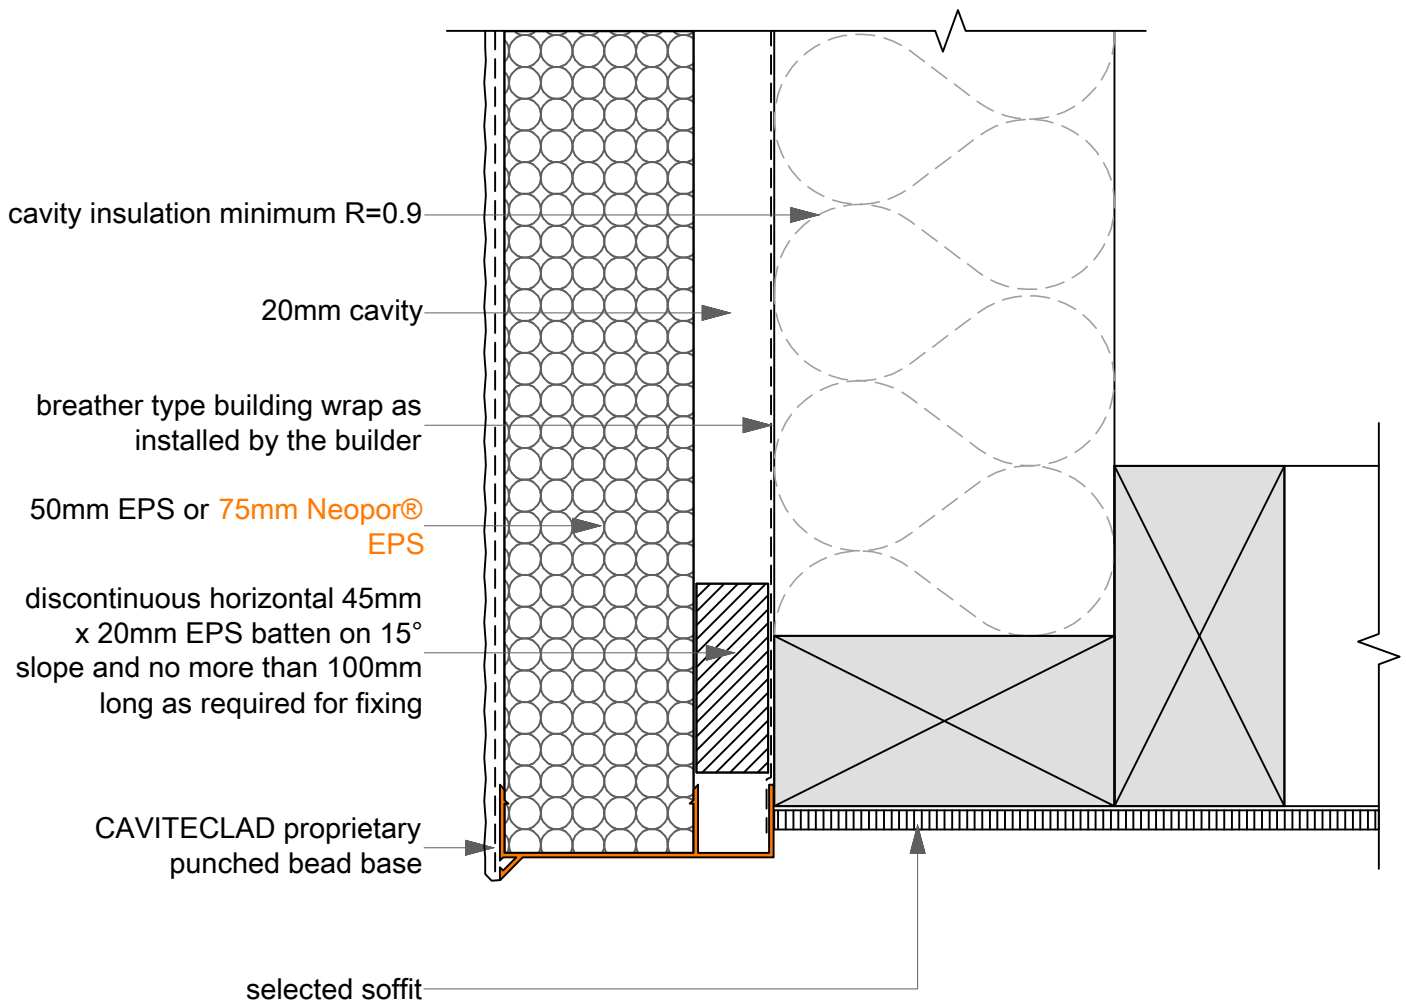 cavity insulation minimum R=0.9
20mm cavity
breather type building wrap as
installed by the builder
50mm EPS or 75mm Neopor®
EPS
discontinuous horizontal 45mm
x 20mm EPS batten on 15°
slope and no more than 100mm
long as required for fixing
CAVITECLAD proprietary
punched bead base
selected soffit